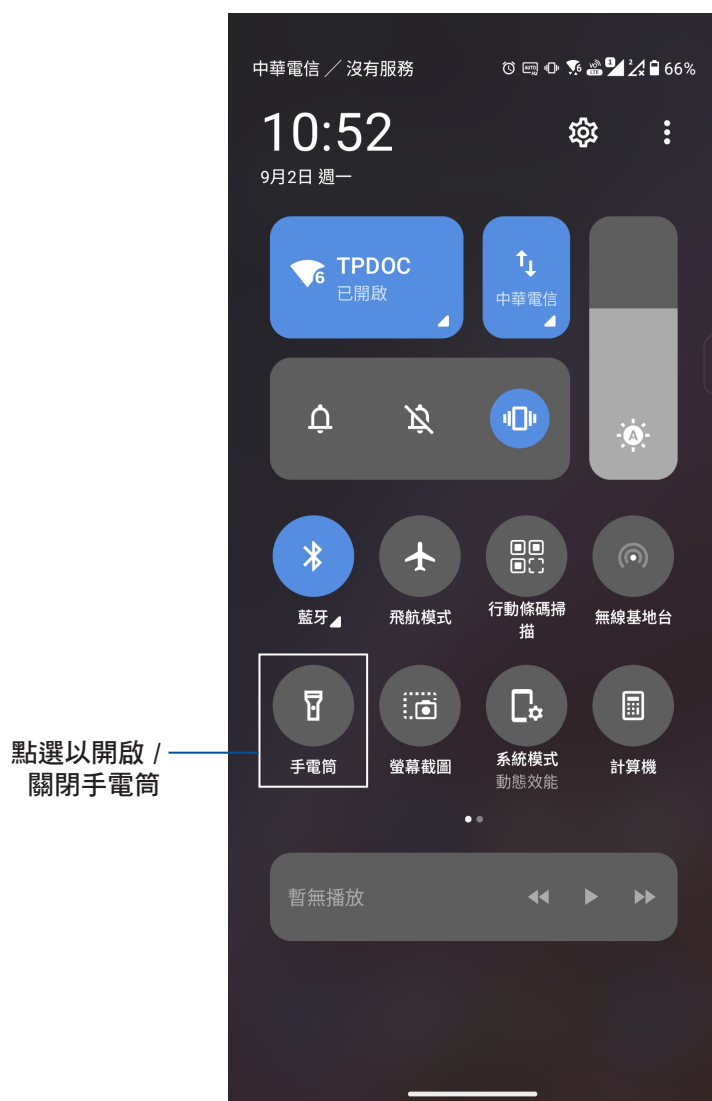 中華電信／沒有服務
66%
10:52
9月2日 週一
TPDOC
已開啟
中華電信
藍牙
飛航模式
行動條碼掃
描
無線基地台
點選以開啟 /
關閉手電筒
手電筒
螢幕截圖
系統模式
動態效能
計算機
暫無播放